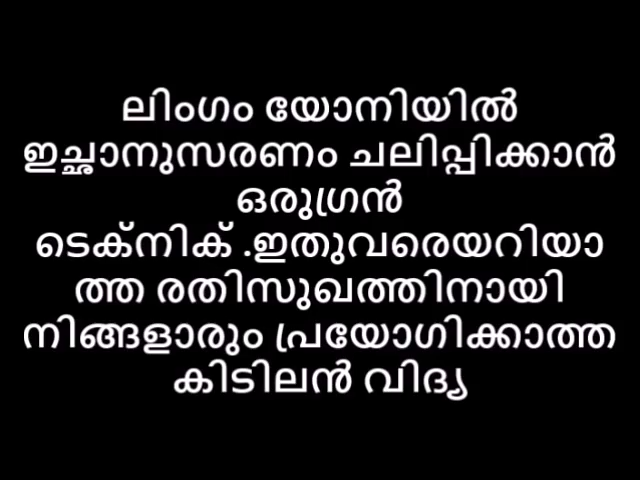 ലിംഗം യോനിയിൽ
ഇച്ഛാനുസരണം ചലിപ്പിക്കാൻ
ഒരുഗ്രൻ
ടെക്നിക് .ഇതുവരെയറിയാ
ത്ത രതിസുഖത്തിനായി
നിങ്ങളാരും പ്രയോഗിക്കാത്ത
കിടിലൻ വിദ്യ